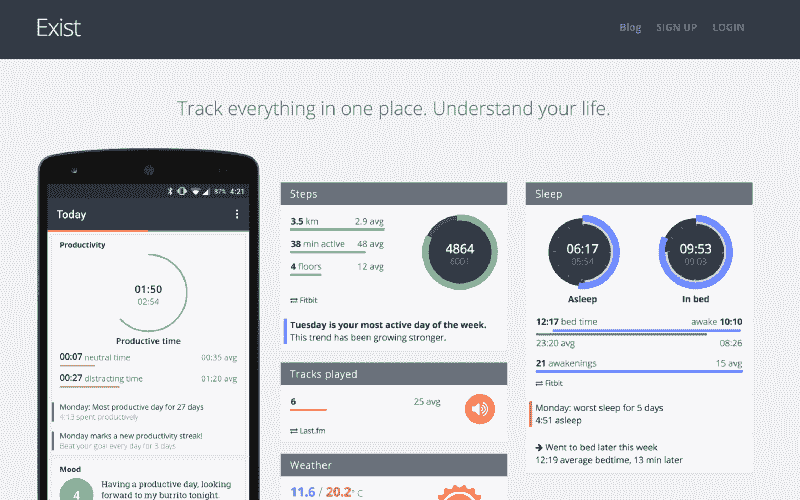 Exist
Blog SIGN UP LOGIN
Track everything in one place. Understand your life.
87% 4:21
Today
Productivity
01:50
02:54
Productive time
00:07 neutral time 00:35 avg
00:27 distracting time 01:20 avg
Monday: Most productive day for 27 days
4:13 spent productively
Monday marks a new productivity streak!
Beat your goal every day for 3 days
Mood
4
Having a productive day, looking
forward to my burrito tonight.
Steps
3.5 km 2.9 avg
38 min active 48 avg
4 floors 12 avg
4864
6001
Fitbit
Tuesday is your most active day of the week.
This trend has been growing stronger.
Tracks played
6 25 avg
Last.fm
Weather
11.6 / 20.2° C
Sleep
06:17
05:54
Asleep
09:53
09:03
In bed
12:17 bed time awake 10:10
23:20 avg 08:26
21 awakenings 15 avg
Fitbit
Monday: worst sleep for 5 days
4:51 asleep
Went to bed later this week
12:19 average bedtime, 13 min later